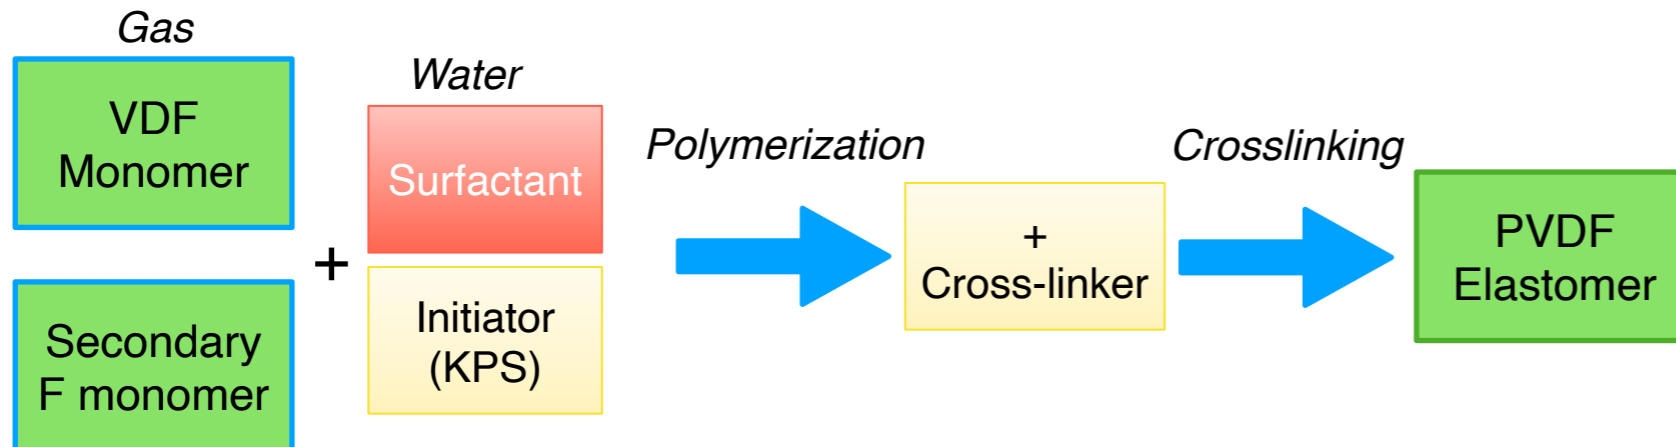 Gas
VDF
Monomer
Secondary
F monomer
+
Water
Surfactant
Initiator
(KPS)
Polymerization
+
Cross-linker
Crosslinking
PVDF
Elastomer